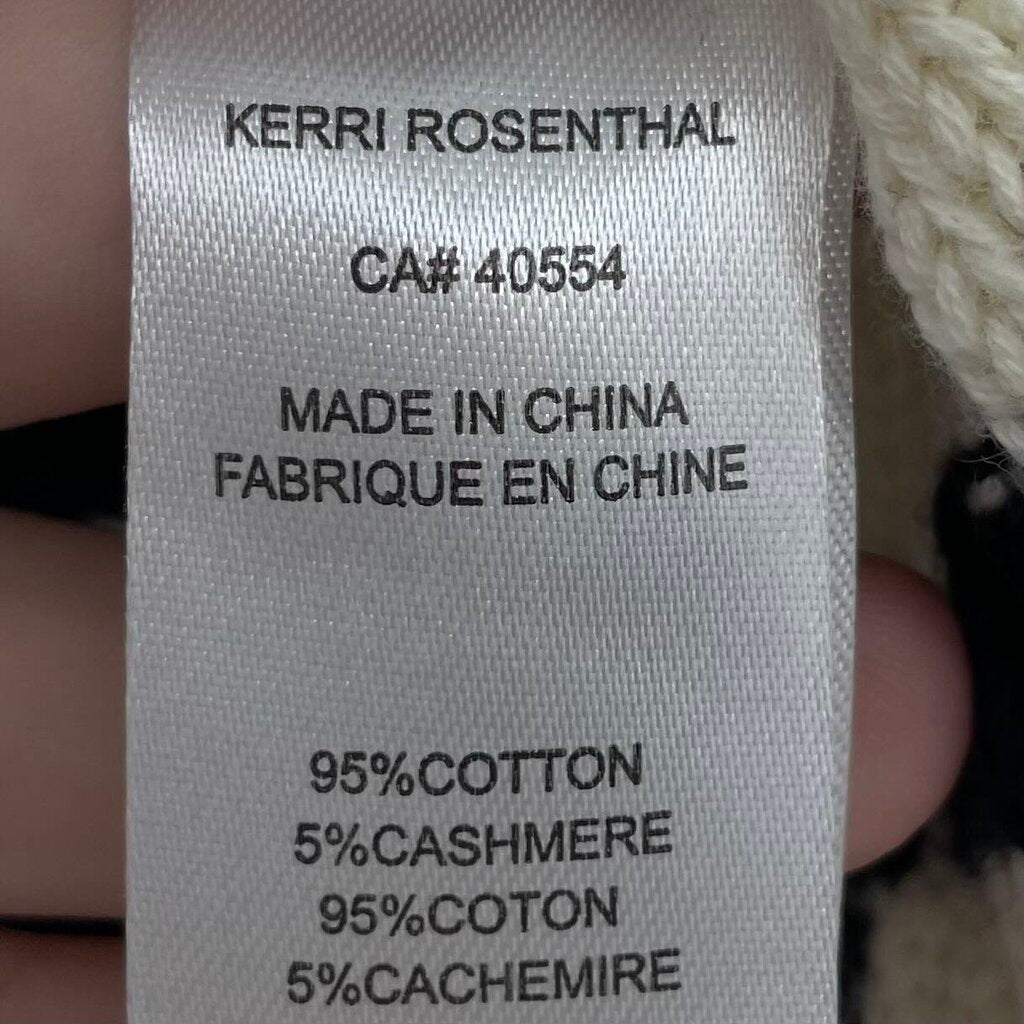 KERRI ROSENTHAL
CA# 40554
MADE IN CHINA
FABRIQUE EN CHINE
95%COTTON
5%CASHMERE
95%COTON
5%CACHEMIRE